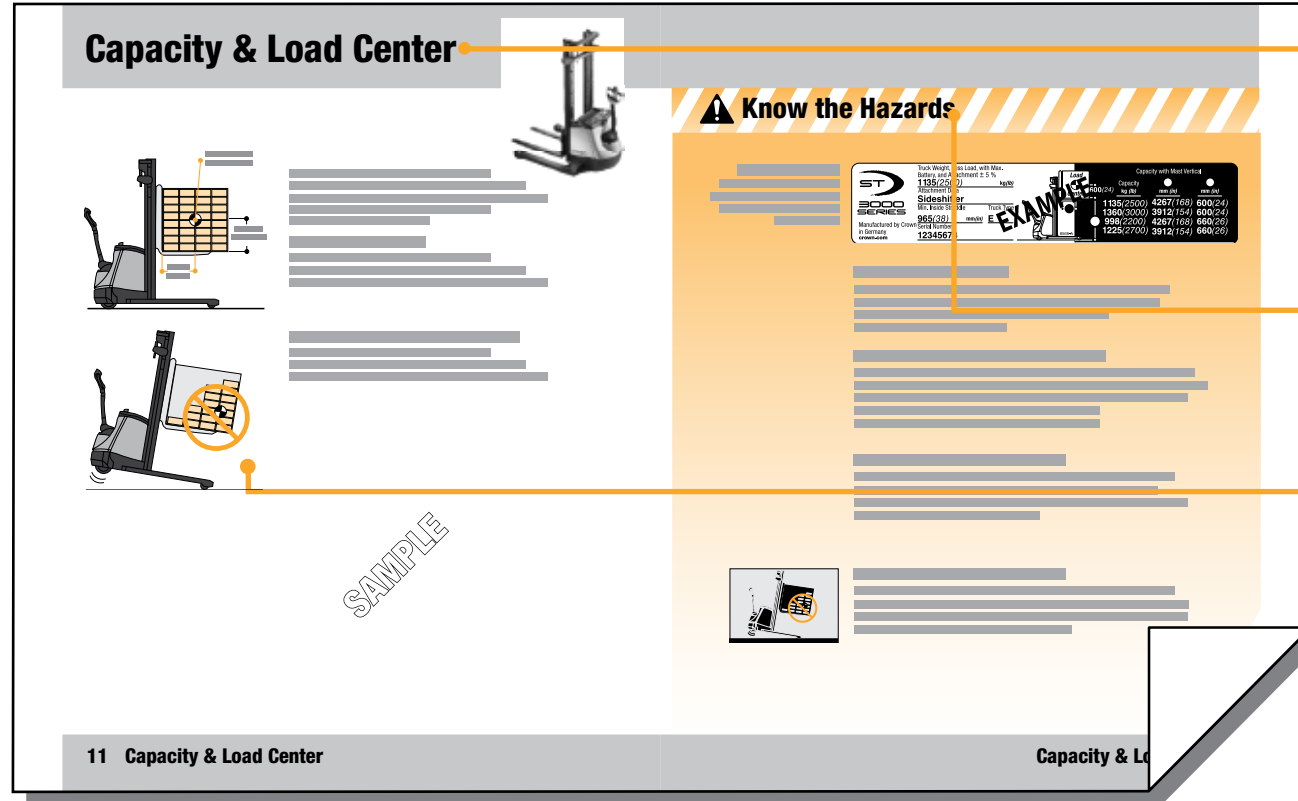 Capacity & Load Center
Know the Hazards
ST
3000
SERIES
Manufactured by Crown
in Germany
crown.com
Truck Weight, Less Load, with Max.
Battery, and Attachment ± 5 %
1135(2500) kg(lb)
Attachment Data
Sideshifter
Min. Inside Straddle Truck Type
965(38) mm(in) E
Serial Number
12345678
EXAMPLE
Load
600(24)
Capacity with Mast Vertical
Capacity
kg (lb) mm (in) mm (in)
1135(2500) 4267(168) 600(24)
1360(3000) 3912(154) 600(24)
998(2200) 4267(168) 660(26)
1225(2700) 3912(154) 660(26)
SAMPLE
11 Capacity & Load Center
Capacity &